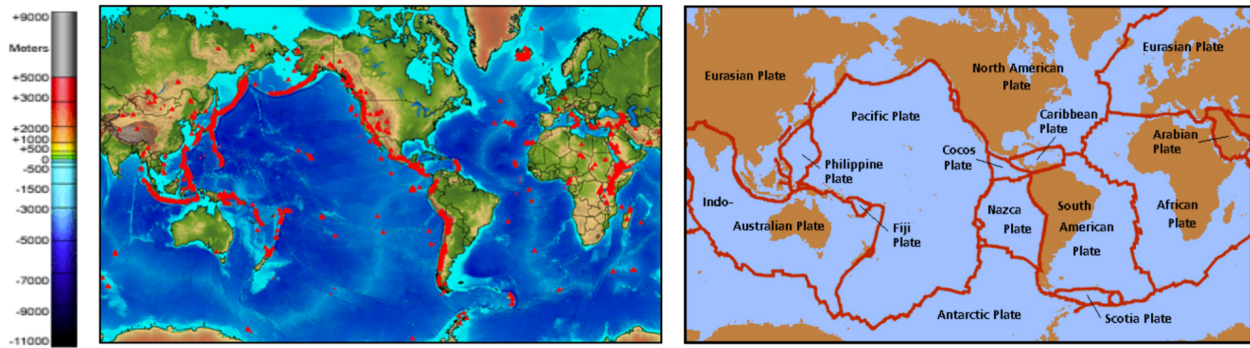 +9000
Meters
+5000
+3000
+2000
+1000
+500
0
-500
-1500
-3000
-5000
-7000
-9000
-11000
Eurasian Plate
North American
Plate
Eurasian Plate
Pacific Plate
Caribbean
Plate
Arabian
Plate
Cocos
Plate
Philippine
Plate
Indo-
Australian Plate
Fiji
Plate
Nazca
Plate
South
American
Plate
African
Plate
Antarctic Plate
Scotia Plate